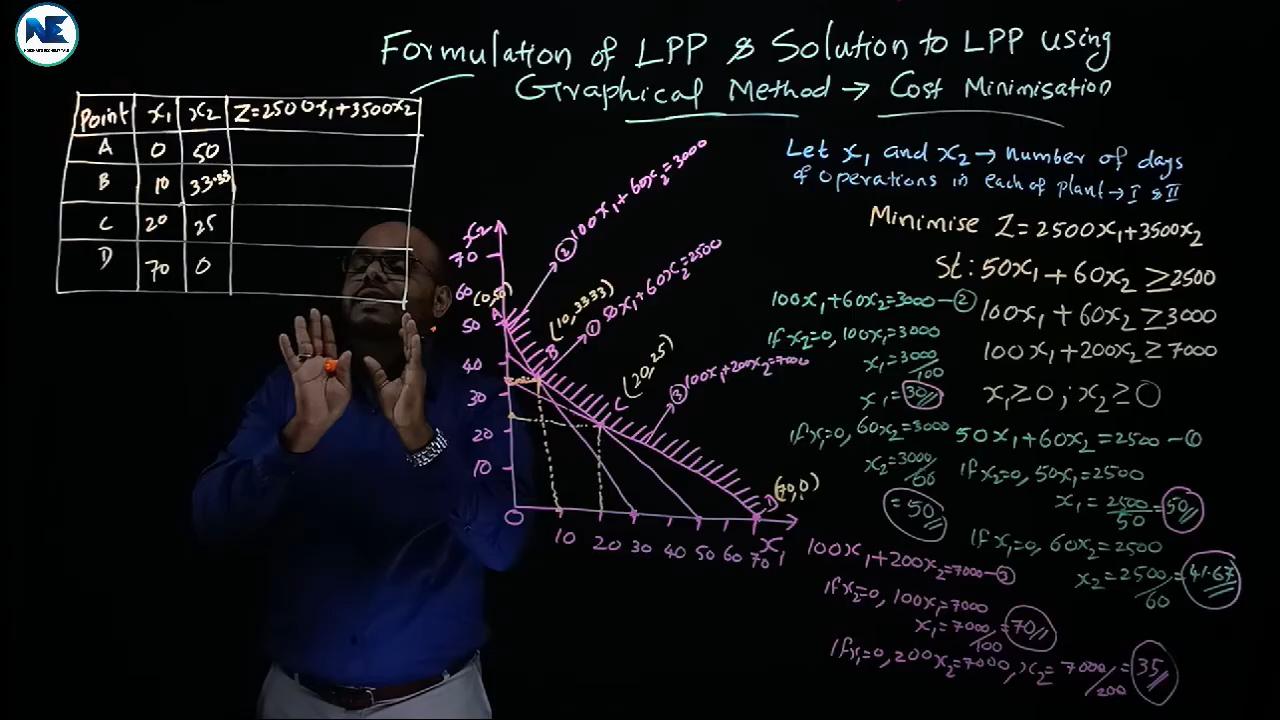 NE
Formulation of LPP & Solution to LPP using
Graphical Method → Cost Minimisation
Point x₁ x₂ Z=2500x₁+3500x₂
A 0 50
B 10 33.33
C 20 25
D 70 0
Let x₁ and x₂ → number of days
of operations in each of plant → I & II
Minimise Z = 2500x₁+3500x₂
St: 50x₁ + 60x₂ ≥ 2500
100x₁ + 60x₂ ≥ 3000
100x₁ + 200x₂ ≥ 7000
x₁≥0 ; x₂≥0
x₂
70
60
50
40
30
20
10
O
10 20 30 40 50 60 70 x₁
(0,50)
A
② 100x₁ + 60x₂ = 3000
(10,33.33)
B
① 50x₁ + 60x₂ = 2500
(20,25)
C
③ 100x₁+200x₂=7000
(70,0)
D
100x₁+60x₂=3000 – ②
if x₂=0, 100x₁=3000
x₁=3000/100
x₁=30
if x₁=0, 60x₂=3000
x₂=3000/60
=50
50x₁+60x₂=2500 – ①
if x₂=0, 50x₁=2500
x₁=2500/50=50
if x₁=0, 60x₂=2500
x₂=2500/60=41.67
100x₁+200x₂=7000 – ③
if x₂=0, 100x₁=7000
x₁=7000/100=70
if x₁=0, 200x₂=7000, x₂=7000/200=35